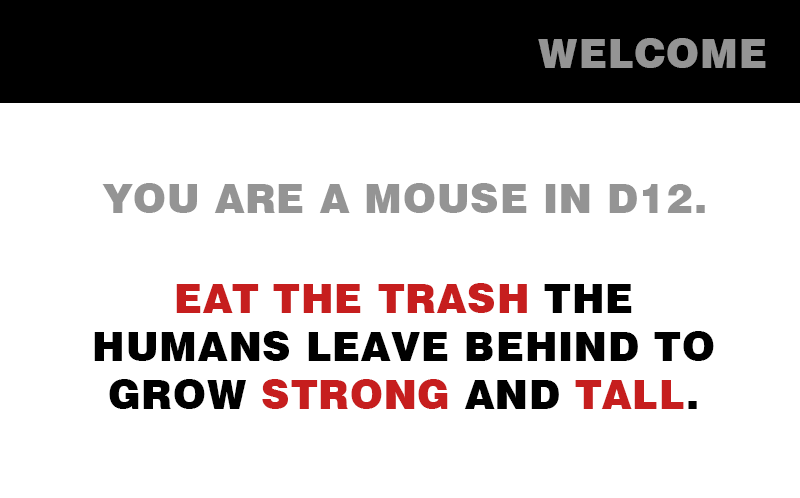 WELCOME
YOU ARE A MOUSE IN D12.
EAT THE TRASH THE
HUMANS LEAVE BEHIND TO
GROW STRONG AND TALL.